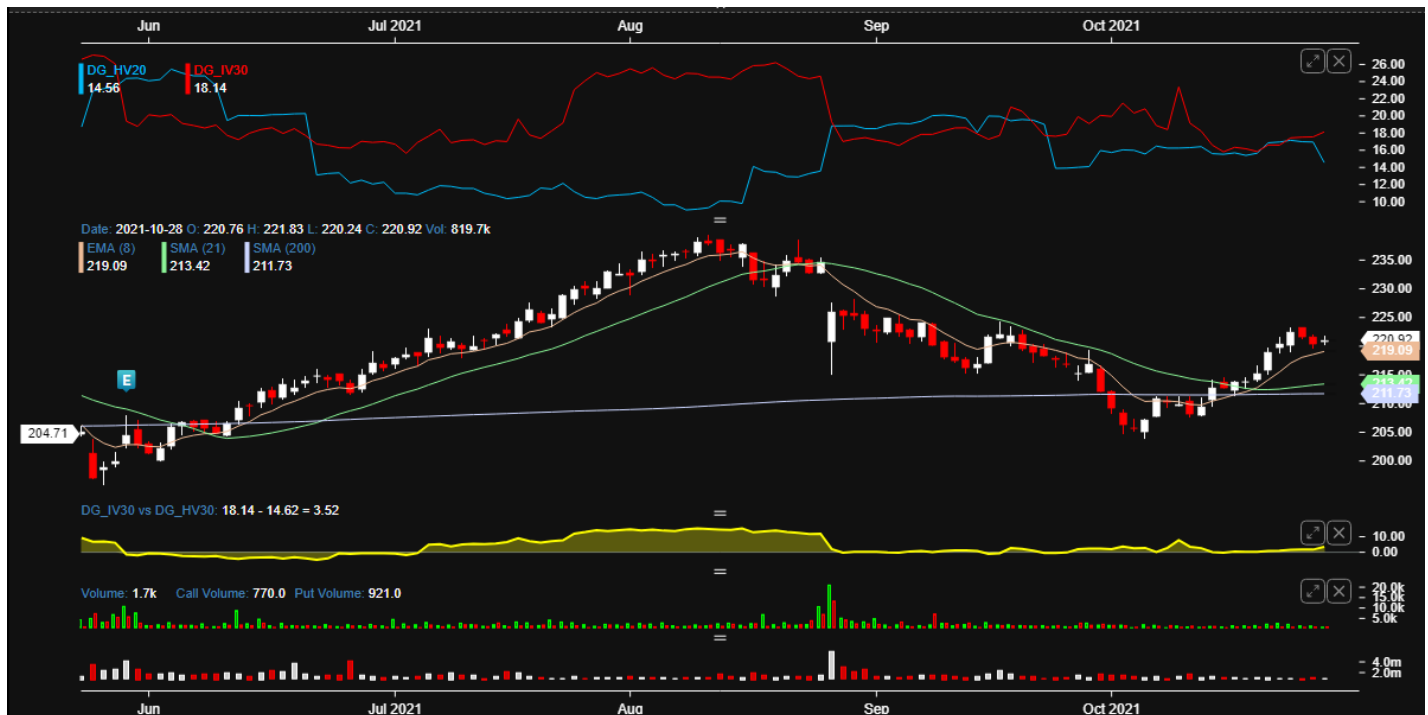 Jun Jul 2021 Aug Sep Oct 2021
DG_HV20 DG_IV30
14.56 18.14
26.00
24.00
22.00
20.00
18.00
16.00
14.00
12.00
10.00
Date: 2021-10-28 O: 220.76 H: 221.83 L: 220.24 C: 220.92 Vol: 819.7k
EMA (8) SMA (21) SMA (200)
219.09 213.42 211.73
235.00
230.00
225.00
220.92
219.09
215.00
213.42
211.73
210.00
205.00
200.00
E
204.71
DG_IV30 vs DG_HV30: 18.14 - 14.62 = 3.52
10.00
0.00
Volume: 1.7k Call Volume: 770.0 Put Volume: 921.0
20.0k
15.0k
10.0k
5.0k
4.0m
2.0m
Jun Jul 2021 Aug Sep Oct 2021